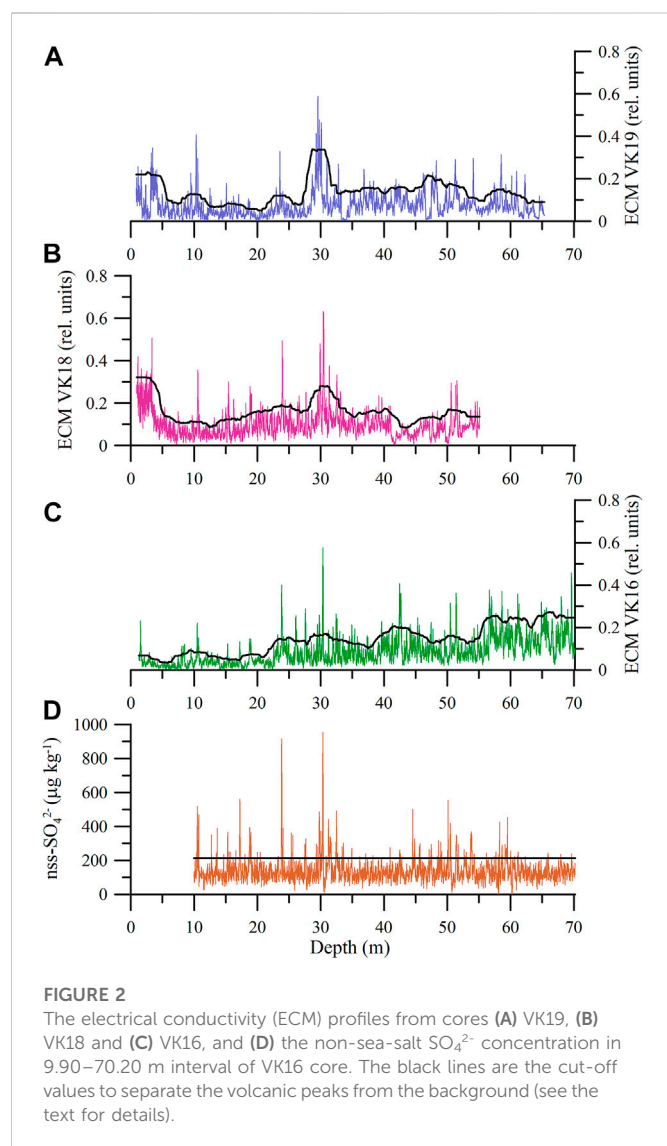 A
0.8
0.6
0.4
0.2
0
ECM VK19 (rel. units)
0 10 20 30 40 50 60 70
B
0.8
0.6
0.4
0.2
0
ECM VK18 (rel. units)
0 10 20 30 40 50 60 70
C
0.8
0.6
0.4
0.2
0
ECM VK16 (rel. units)
0 10 20 30 40 50 60 70
D
1000
800
600
400
200
0
nss-SO₄²⁻ (µg kg⁻¹)
0 10 20 30 40 50 60 70
Depth (m)
FIGURE 2
The electrical conductivity (ECM) profiles from cores (A) VK19, (B)
VK18 and (C) VK16, and (D) the non-sea-salt SO₄²⁻ concentration in
9.90–70.20 m interval of VK16 core. The black lines are the cut-off
values to separate the volcanic peaks from the background (see the
text for details).